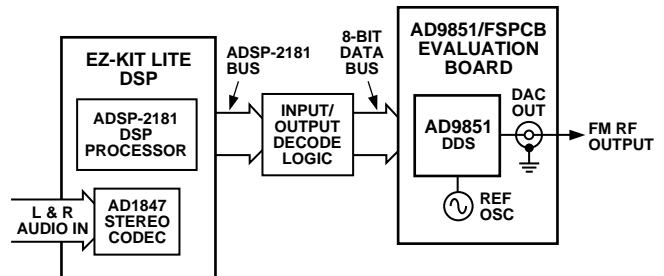 EZ-KIT LITE
DSP
ADSP-2181
DSP
PROCESSOR
L & R
AUDIO IN
AD1847
STEREO
CODEC
ADSP-2181
BUS
INPUT/
OUTPUT
DECODE
LOGIC
8-BIT
DATA
BUS
AD9851/FSPCB
EVALUATION
BOARD
AD9851
DDS
DAC
OUT
REF
OSC
FM RF
OUTPUT